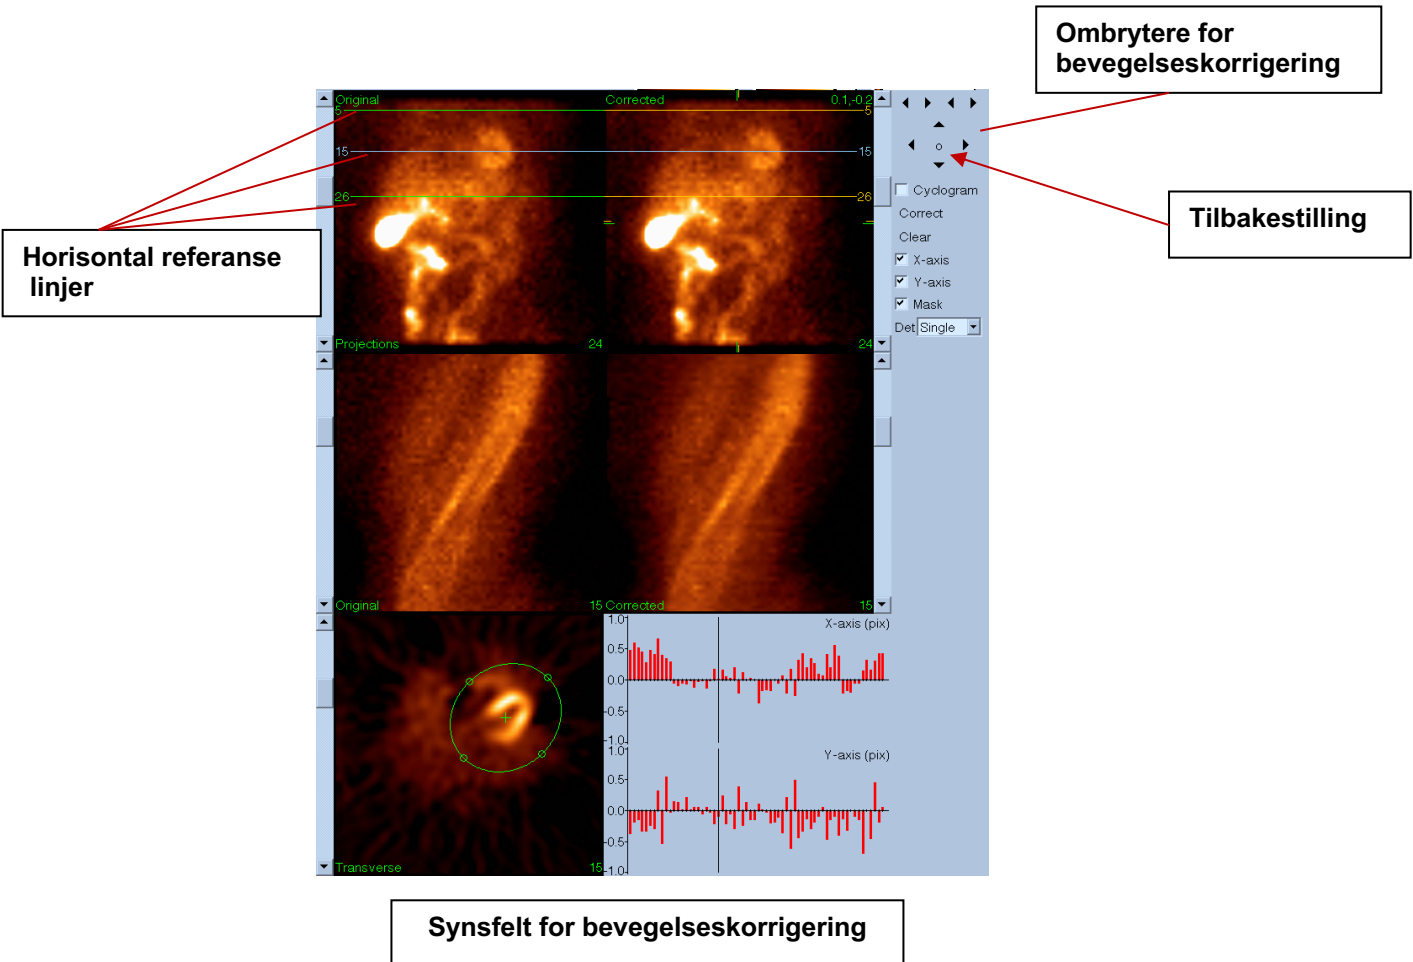 Ombrytere for
bevegelseskorrigering
Original
Corrected
0.1,-0.2
5
5
15
15
26
26
Projections
24
24
Cyclogram
Correct
Clear
X-axis
Y-axis
Mask
Det Single
Tilbakestilling
Horisontal referanse
linjer
Original
15
Corrected
15
Transverse
15
X-axis (pix)
1.0
0.5
0.0
-0.5
-1.0
Y-axis (pix)
1.0
0.5
0.0
-0.5
-1.0
Synsfelt for bevegelseskorrigering